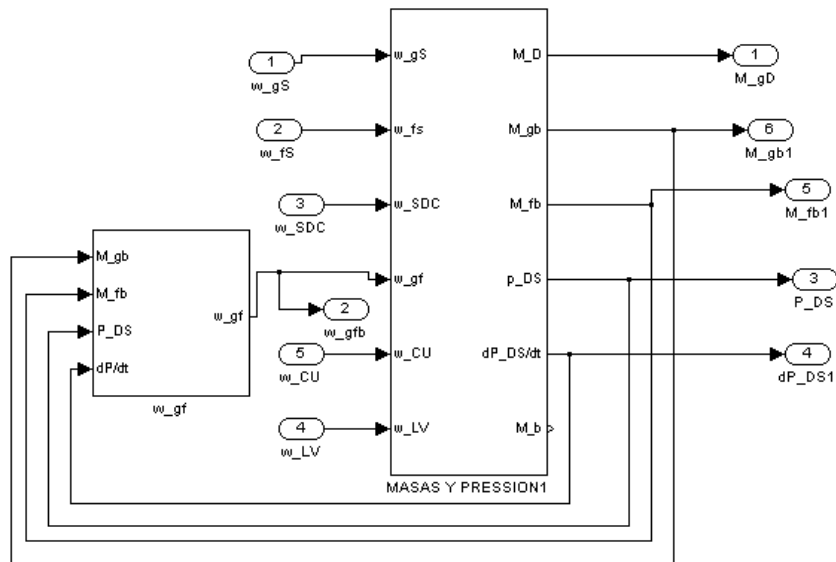 1
w_gS
2
w_fS
3
w_SDC
2
w_gfb
5
w_CU
4
w_LV
M_gb
M_fb
P_DS
dP/dt
w_gf
w_gf
w_gS
w_fs
w_SDC
w_gf
w_CU
w_LV
M_D
M_gb
M_fb
p_DS
dP_DS/dt
M_b
MASAS Y PRESSION1
1
M_gD
6
M_gb1
5
M_fb1
3
P_DS
4
dP_DS1